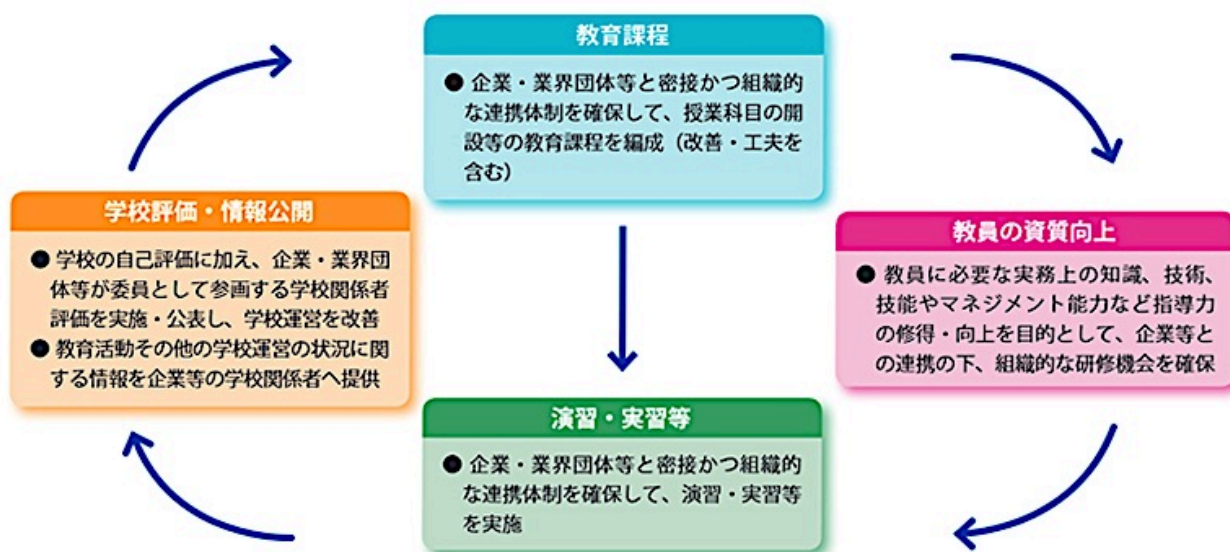 教育課程
● 企業・業界団体等と密接かつ組織的
な連携体制を確保して、授業科目の開
設等の教育課程を編成（改善・工夫を
含む）
学校評価・情報公開
● 学校の自己評価に加え、企業・業界団
体等が委員として参画する学校関係者
評価を実施・公表し、学校運営を改善
● 教育活動その他の学校運営の状況に関
する情報を企業等の学校関係者へ提供
教員の資質向上
● 教員に必要な実務上の知識、技術、
技能やマネジメント能力など指導力
の修得・向上を目的として、企業等と
の連携の下、組織的な研修機会を確保
演習・実習等
● 企業・業界団体等と密接かつ組織的
な連携体制を確保して、演習・実習等
を実施